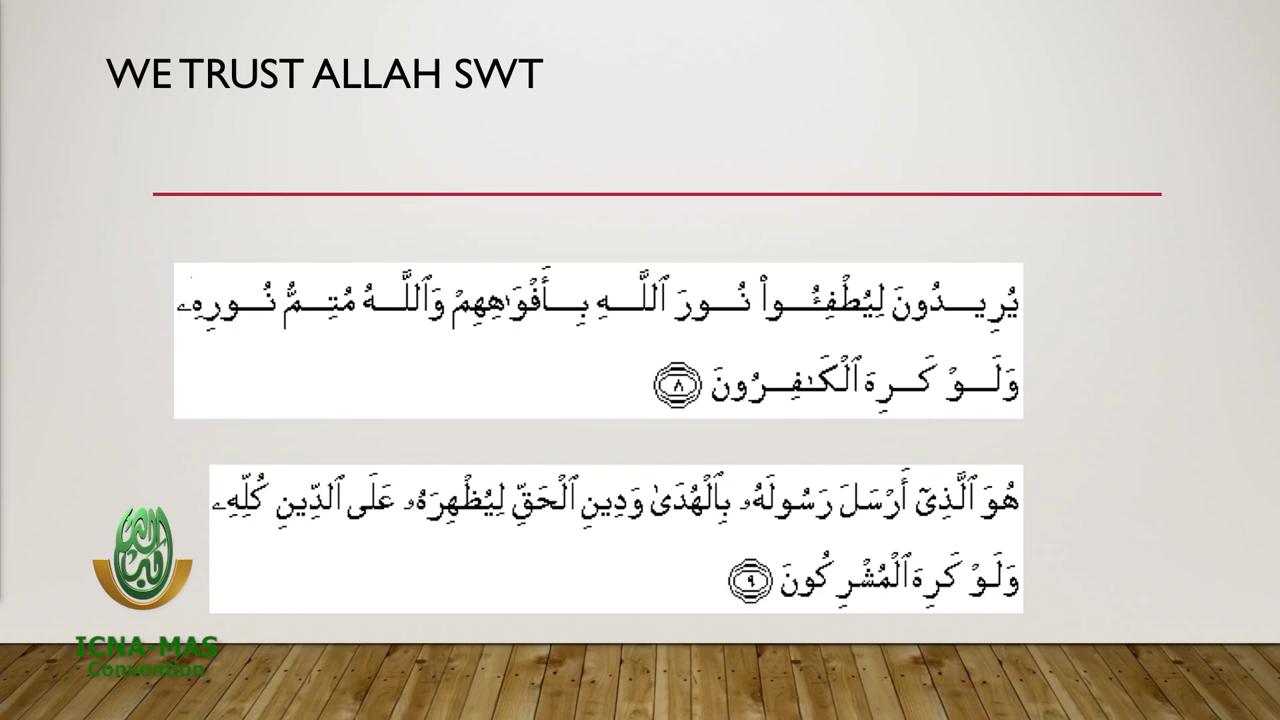 WE TRUST ALLAH SWT
يُرِيدُونَ لِيُطْفِـُٔوا۟ نُورَ ٱللَّهِ بِأَفْوَٰهِهِمْ وَٱللَّهُ مُتِمُّ نُورِهِۦ
وَلَوْ كَرِهَ ٱلْكَـٰفِرُونَ ٨
هُوَ ٱلَّذِىٓ أَرْسَلَ رَسُولَهُۥ بِٱلْهُدَىٰ وَدِينِ ٱلْحَقِّ لِيُظْهِرَهُۥ عَلَى ٱلدِّينِ كُلِّهِۦ
وَلَوْ كَرِهَ ٱلْمُشْرِكُونَ ٩
ICNA-MAS
Convention